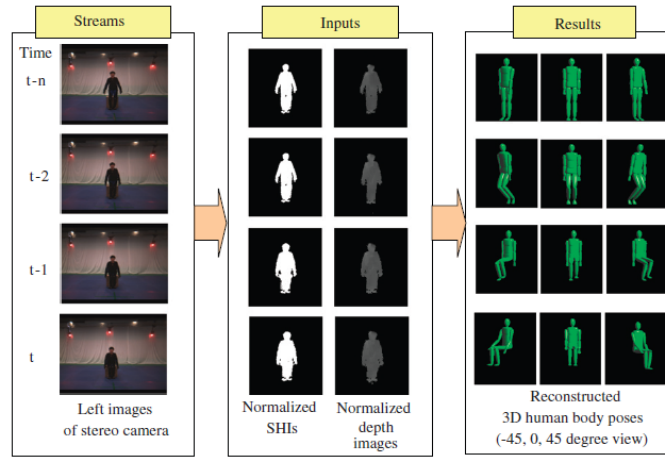 Streams
Inputs
Results
Time
t-n
t-2
t-1
t
Left images
of stereo camera
Normalized
SHIs
Normalized
depth
images
Reconstructed
3D human body poses
(-45, 0, 45 degree view)